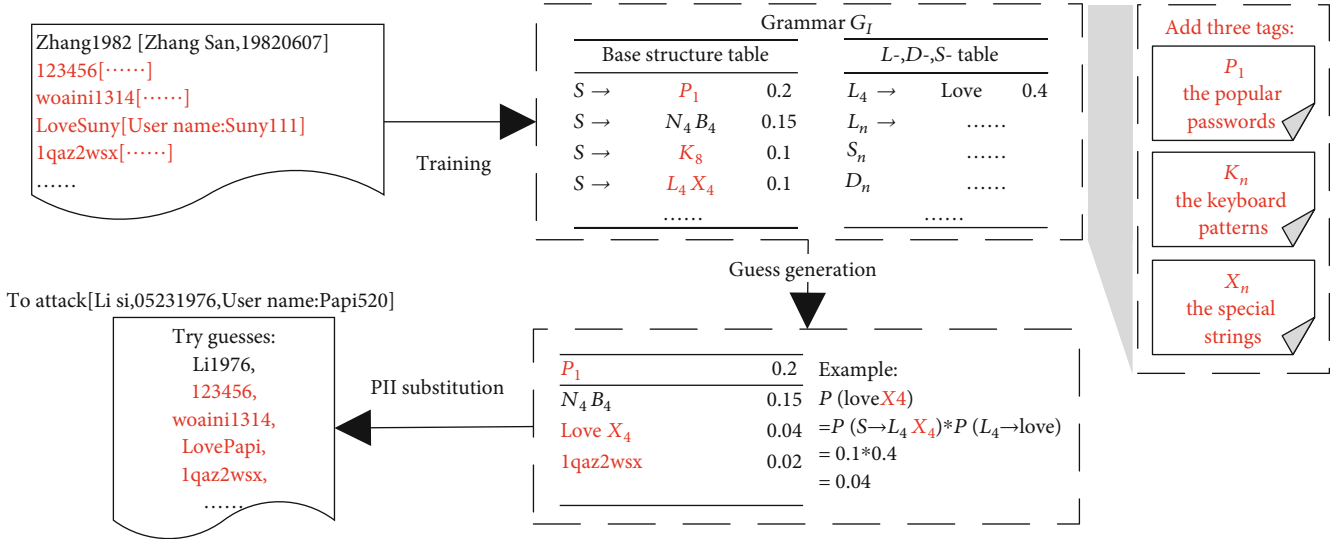 Zhang1982 [Zhang San,19820607]
123456[……]
woaini1314[……]
LoveSuny[User name:Suny111]
1qaz2wsx[……]
……
Training
Grammar G_I
Base structure table
S → P_1 0.2
S → N_4 B_4 0.15
S → K_8 0.1
S → L_4 X_4 0.1
……
L-,D-,S- table
L_4 → Love 0.4
L_n → ……
S_n ……
D_n ……
……
Add three tags:
P_1
the popular
passwords
K_n
the keyboard
patterns
X_n
the special
strings
Guess generation
P_1 0.2
N_4 B_4 0.15
Love X_4 0.04
1qaz2wsx 0.02
Example:
P (loveX4)
=P (S→L_4 X_4)*P (L_4→love)
= 0.1*0.4
= 0.04
PII substitution
To attack[Li si,05231976,User name:Papi520]
Try guesses:
Li1976,
123456,
woaini1314,
LovePapi,
1qaz2wsx,
……